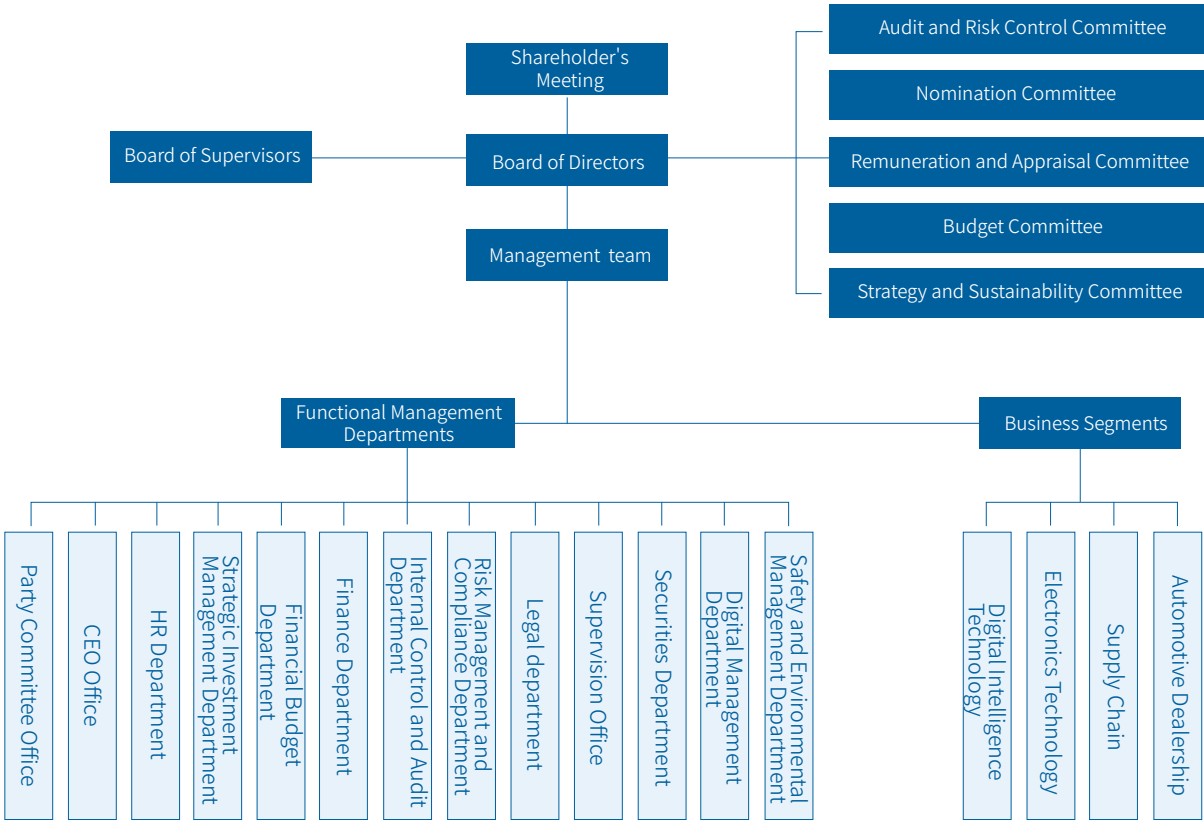 Shareholder's
Meeting
Board of Supervisors
Board of Directors
Management team
Audit and Risk Control Committee
Nomination Committee
Remuneration and Appraisal Committee
Budget Committee
Strategy and Sustainability Committee
Functional Management
Departments
Business Segments
Party Committee Office
CEO Office
HR Department
Strategic Investment
Management Department
Financial Budget
Department
Finance Department
Internal Control and Audit
Department
Risk Management and
Compliance Department
Legal department
Supervision Office
Securities Department
Digital Management
Department
Safety and Environmental
Management Department
Digital Intelligence
Technology
Electronics Technology
Supply Chain
Automotive Dealership